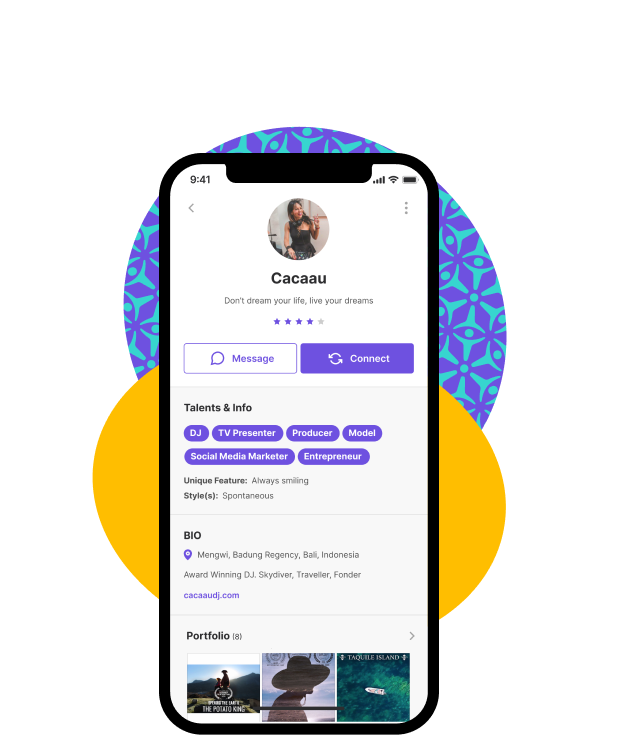 9:41
Cacaau
Don't dream your life, live your dreams
Message
Connect
Talents & Info
DJ TV Presenter Producer Model
Social Media Marketer Entrepreneur
Unique Feature: Always smiling
Style(s): Spontaneous
BIO
Mengwi, Badung Regency, Bali, Indonesia
Award Winning DJ. Skydiver, Traveller, Fonder
cacaaudj.com
Portfolio (8)
TAQUILE ISLAND
THE POTATO KING